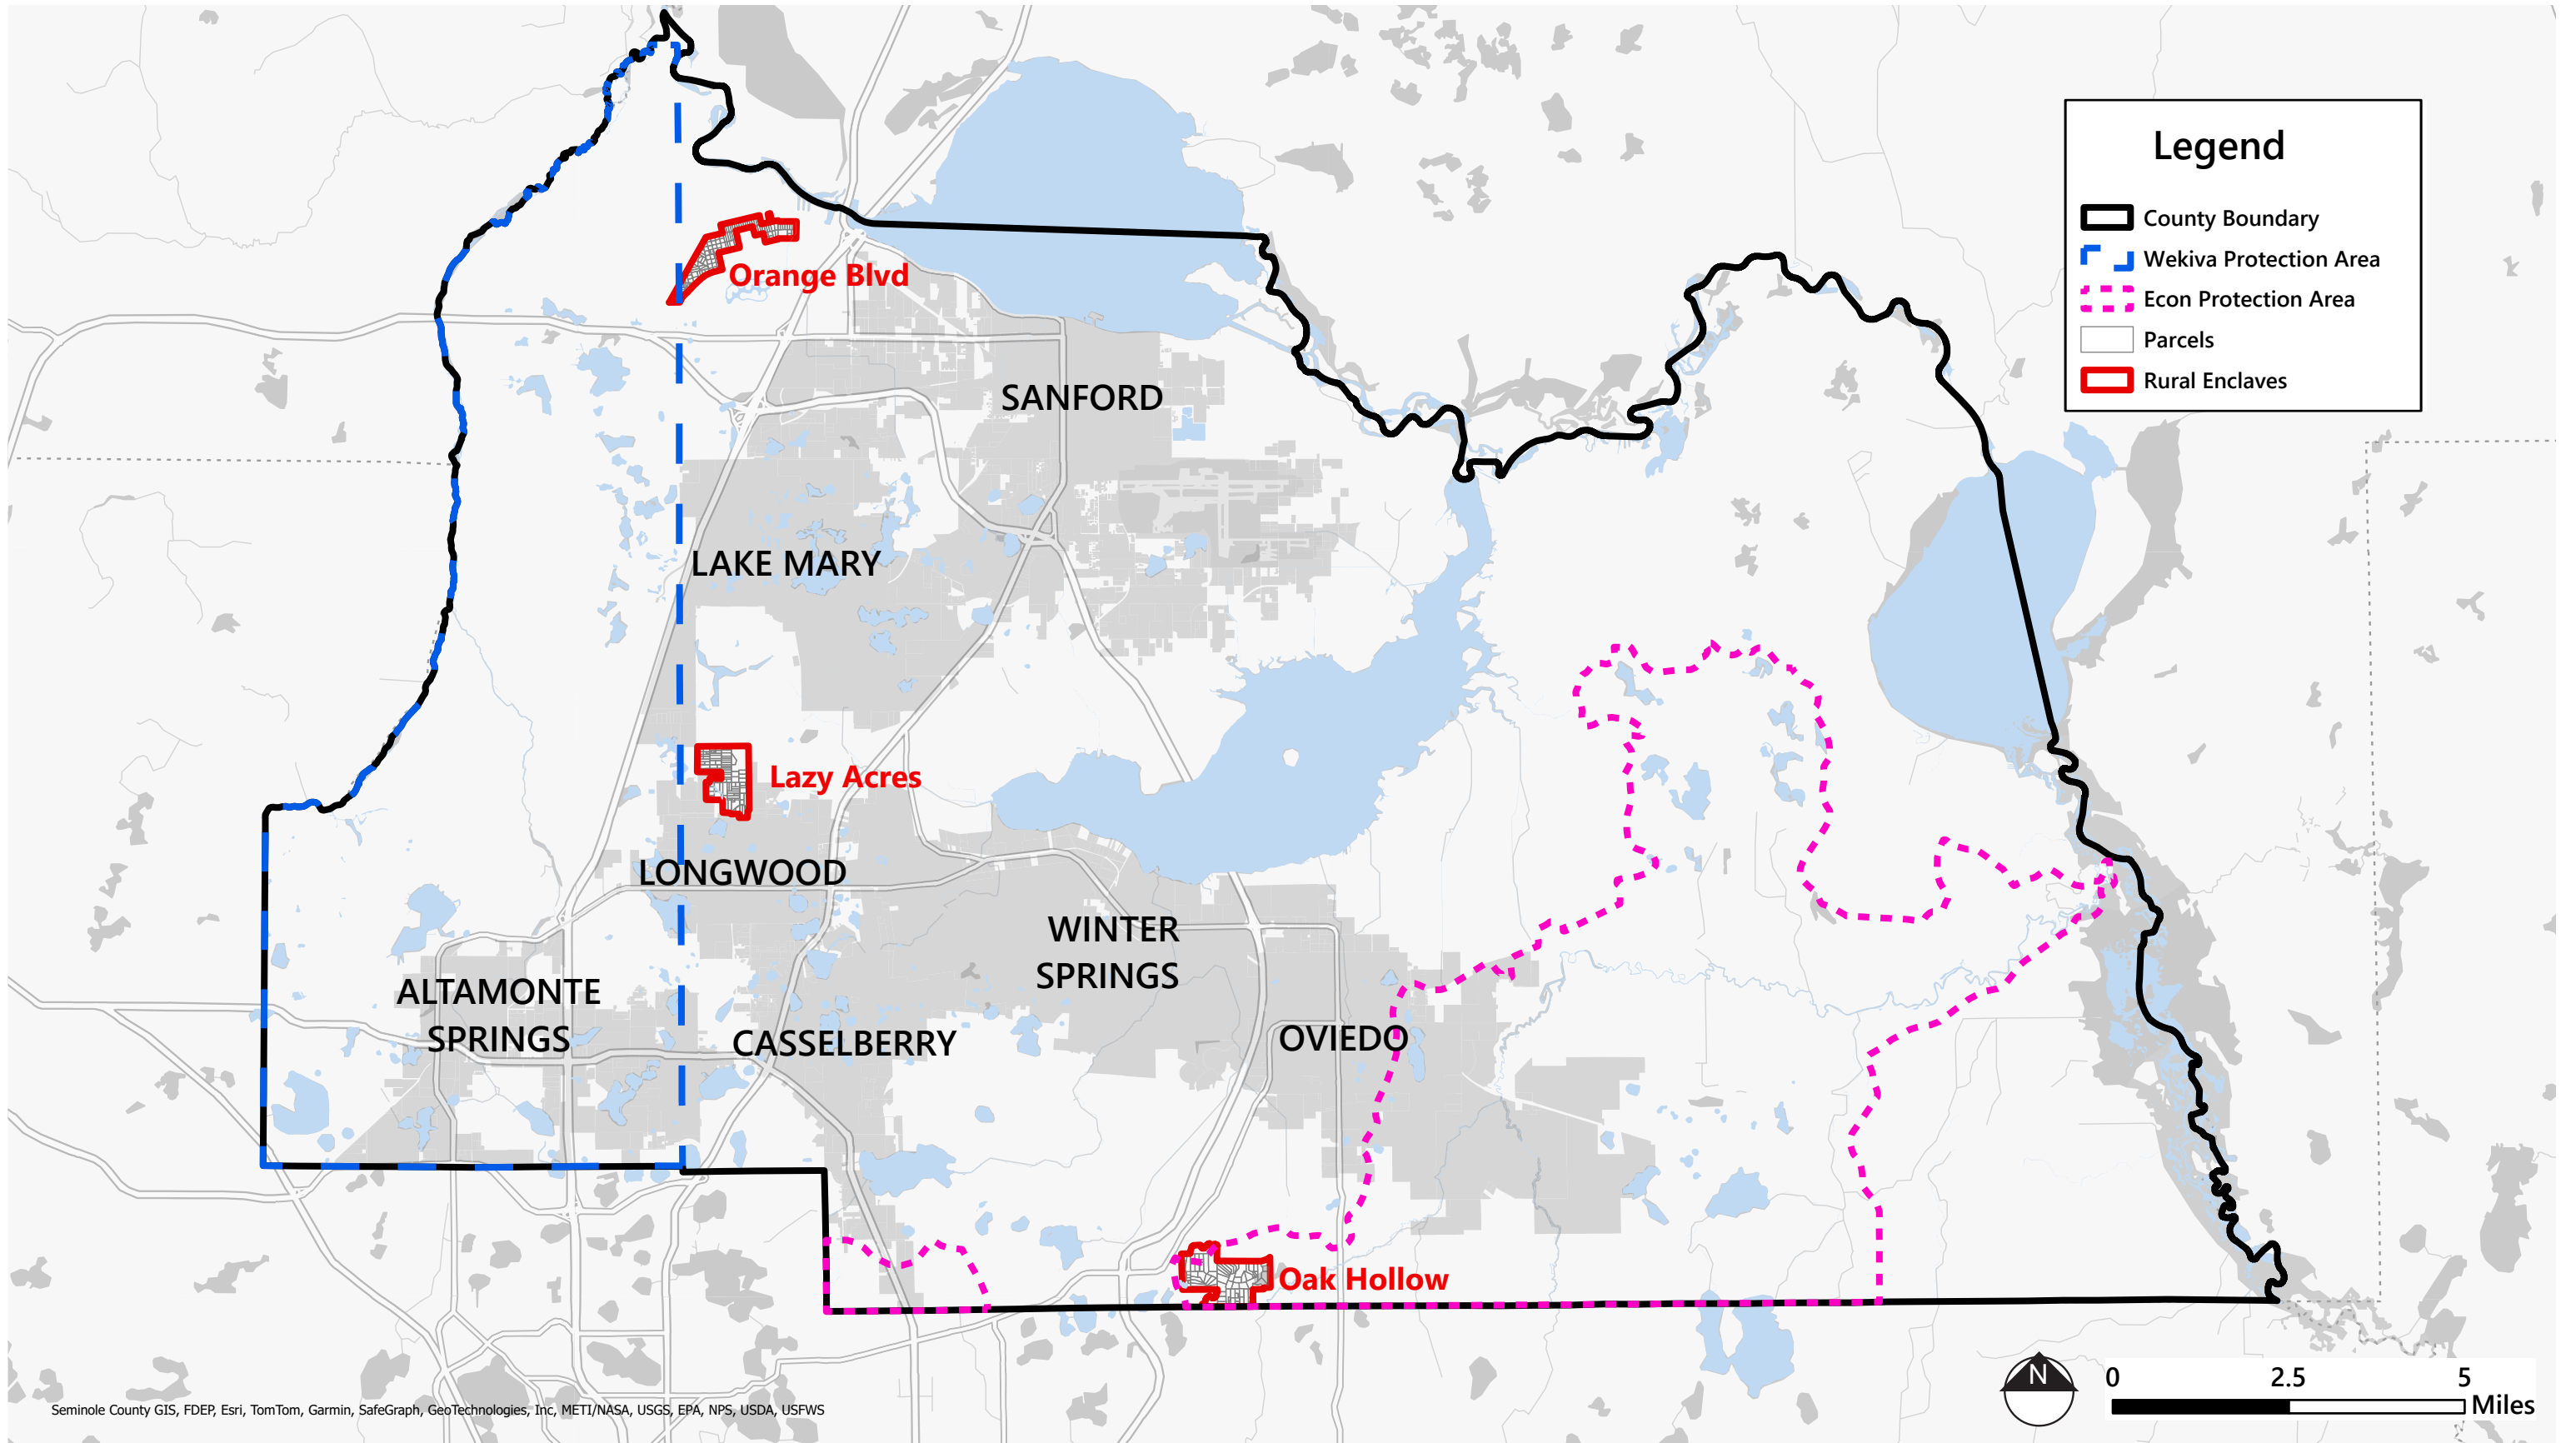 Legend
County Boundary
Wekiva Protection Area
Econ Protection Area
Parcels
Rural Enclaves
Orange Blvd
SANFORD
LAKE MARY
Lazy Acres
LONGWOOD
WINTER
SPRINGS
ALTAMONTE
SPRINGS
CASSELBERRY
OVIEDO
Oak Hollow
N
0 2.5 5
Miles
Seminole County GIS, FDEP, Esri, TomTom, Garmin, SafeGraph, GeoTechnologies, Inc, METI/NASA, USGS, EPA, NPS, USDA, USFWS